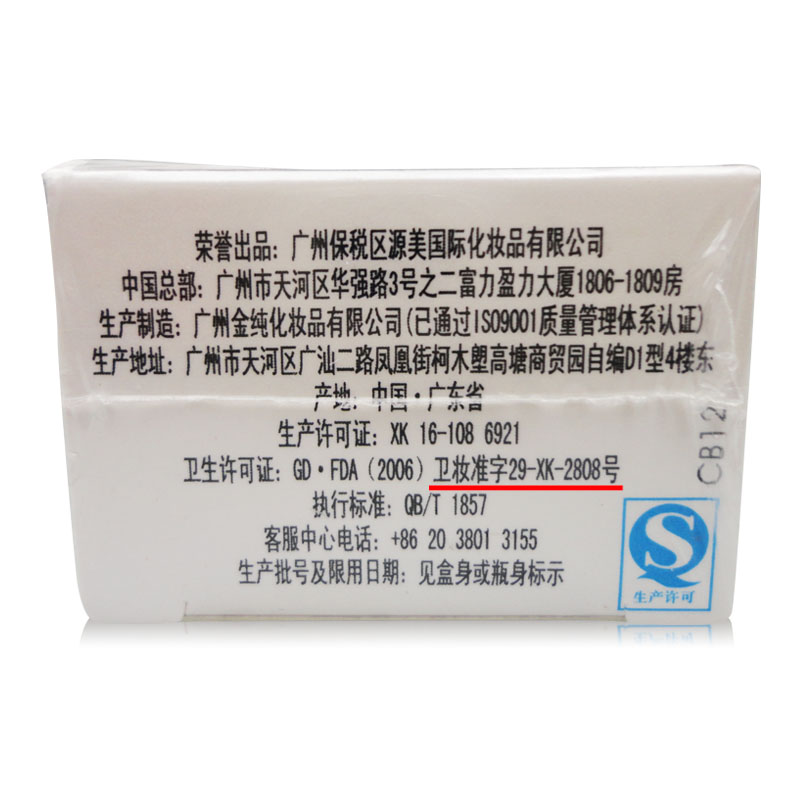 荣誉出品：广州保税区源美国际化妆品有限公司
中国总部：广州市天河区华强路3号之二富力盈力大厦1806-1809房
生产制造：广州金纯化妆品有限公司(已通过ISO9001质量管理体系认证)
生产地址：广州市天河区广汕二路凤凰街柯木塱高塘商贸园自编D1型4楼东
产地：中国·广东省
生产许可证：XK 16-108 6921
卫生许可证：GD·FDA（2006）卫妆准字29-XK-2808号
执行标准：QB/T 1857
客服中心电话：+86 20 3801 3155
生产批号及限用日期：见盒身或瓶身标示
CB12
生产许可